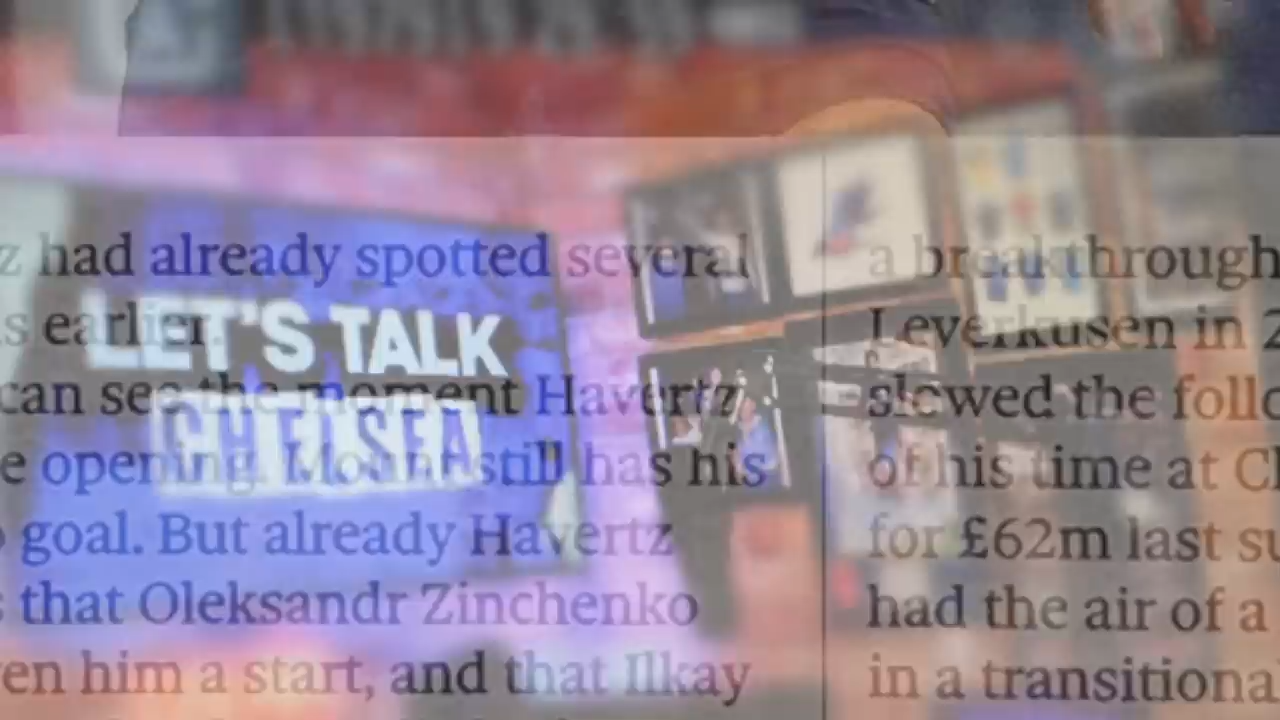 z had already spotted several
s earlier.
can see the moment Havertz
e opening. Mount still has his
goal. But already Havertz
s that Oleksandr Zinchenko
en him a start, and that Ilkay
a breakthrough
Leverkusen in 2
slowed the follo
of his time at Ch
for £62m last su
had the air of a
in a transitiona
LET'S TALK
CHELSEA